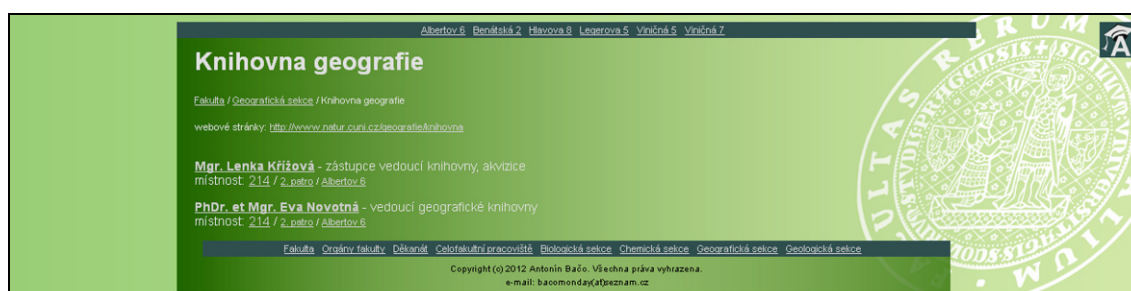 Albertov 6 Benátská 2 Hlavova 8 Legerova 5 Viničná 5 Viničná 7
Knihovna geografie
Fakulta / Geografická sekce / Knihovna geografie
webové stránky: http://www.natur.cuni.cz/geografie/knihovna
Mgr. Lenka Křížová - zástupce vedoucí knihovny, akvizice
místnost: 214 / 2. patro / Albertov 6
PhDr. et Mgr. Eva Novotná - vedoucí geografické knihovny
místnost: 214 / 2. patro / Albertov 6
Fakulta Orgány fakulty Děkanát Celofakultní pracoviště Biologická sekce Chemická sekce Geografická sekce Geologická sekce
Copyright (c) 2012 Antonín Bačo. Všechna práva vyhrazena.
e-mail: bacomonday(at)seznam.cz
A